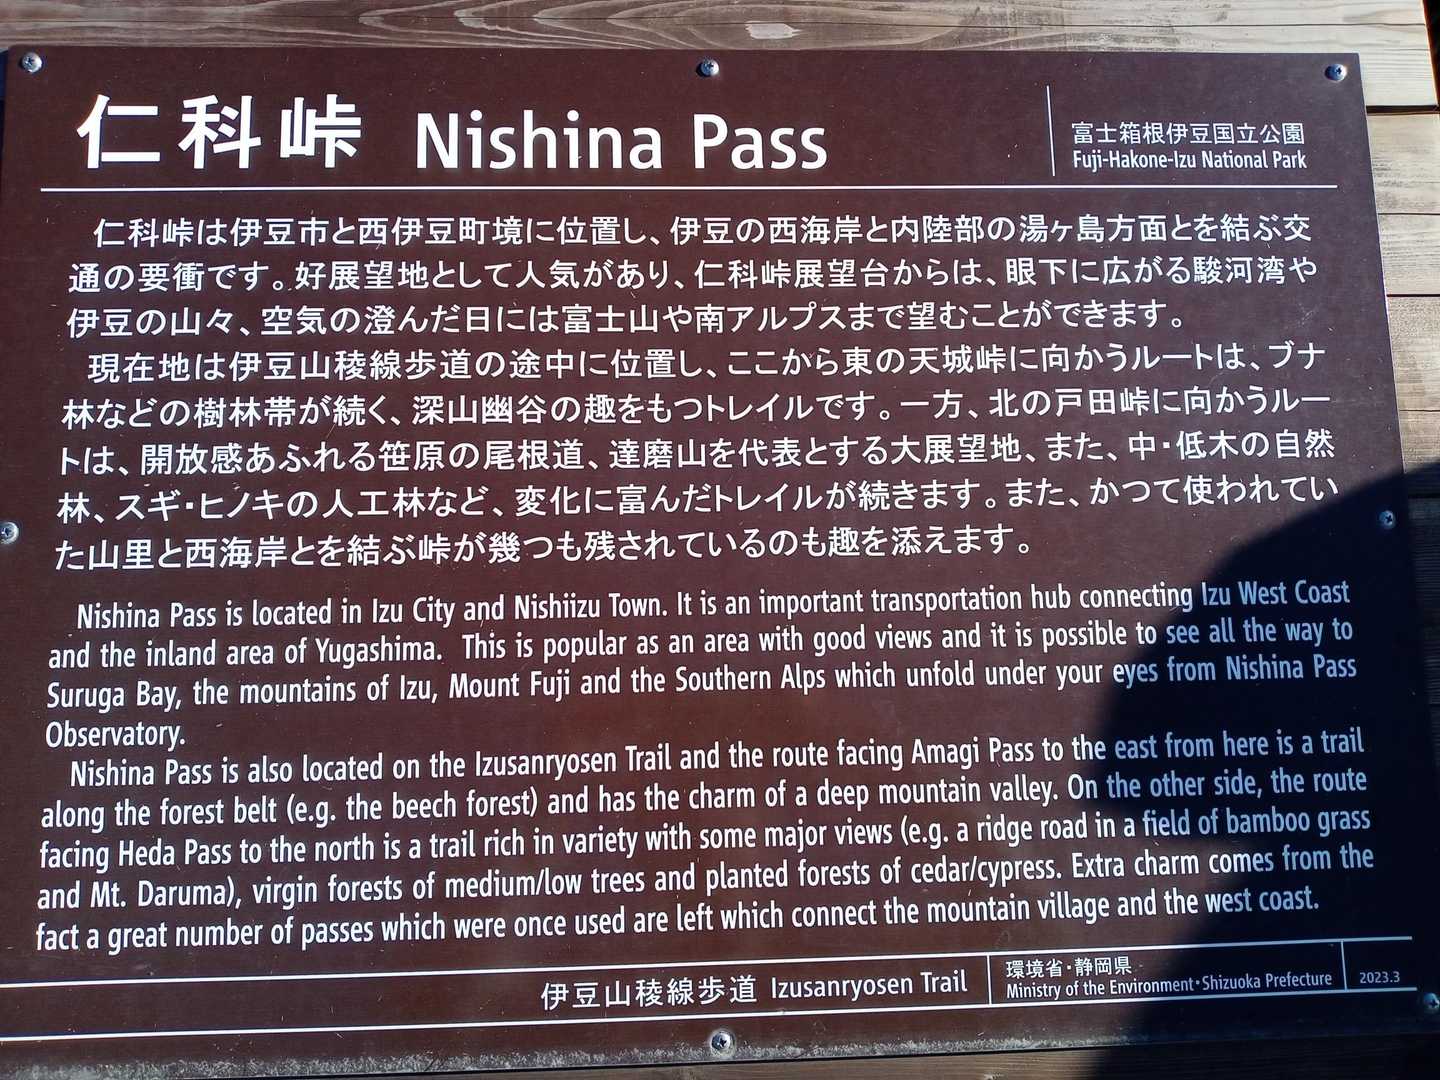 仁科峠 Nishina Pass
富士箱根伊豆国立公園
Fuji-Hakone-Izu National Park
仁科峠は伊豆市と西伊豆町境に位置し、伊豆の西海岸と内陸部の湯ヶ島方面とを結ぶ交
通の要衝です。好展望地として人気があり、仁科峠展望台からは、眼下に広がる駿河湾や
伊豆の山々、空気の澄んだ日には富士山や南アルプスまで望むことができます。
現在地は伊豆山稜線歩道の途中に位置し、ここから東の天城峠に向かうルートは、ブナ
林などの樹林帯が続く、深山幽谷の趣をもつトレイルです。一方、北の戸田峠に向かうルー
トは、開放感あふれる笹原の尾根道、達磨山を代表とする大展望地、また、中・低木の自然
林、スギ・ヒノキの人工林など、変化に富んだトレイルが続きます。また、かつて使われてい
た山里と西海岸とを結ぶ峠が幾つも残されているのも趣を添えます。
Nishina Pass is located in Izu City and Nishiizu Town. It is an important transportation hub connecting Izu West Coast
and the inland area of Yugashima. This is popular as an area with good views and it is possible to see all the way to
Suruga Bay, the mountains of Izu, Mount Fuji and the Southern Alps which unfold under your eyes from Nishina Pass
Observatory.
Nishina Pass is also located on the Izusanryosen Trail and the route facing Amagi Pass to the east from here is a trail
along the forest belt (e.g. the beech forest) and has the charm of a deep mountain valley. On the other side, the route
facing Heda Pass to the north is a trail rich in variety with some major views (e.g. a ridge road in a field of bamboo grass
and Mt. Daruma), virgin forests of medium/low trees and planted forests of cedar/cypress. Extra charm comes from the
fact a great number of passes which were once used are left which connect the mountain village and the west coast.
伊豆山稜線歩道 Izusanryosen Trail
環境省・静岡県
Ministry of the Environment・Shizuoka Prefecture
2023.3